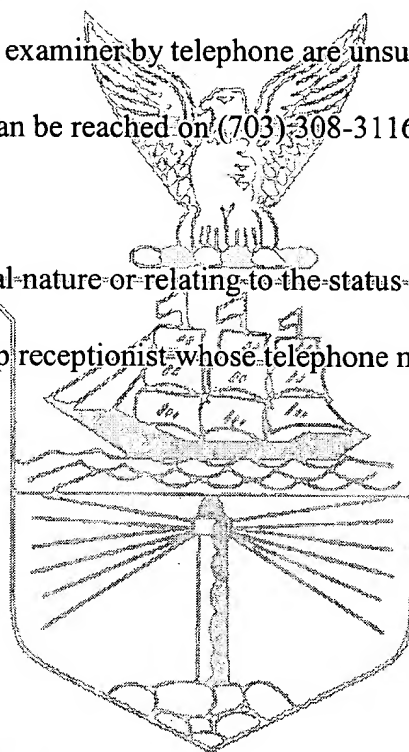 examiner by telephone are unsu
an be reached on (703) 308-3116
al nature or relating to the status
p receptionist whose telephone n